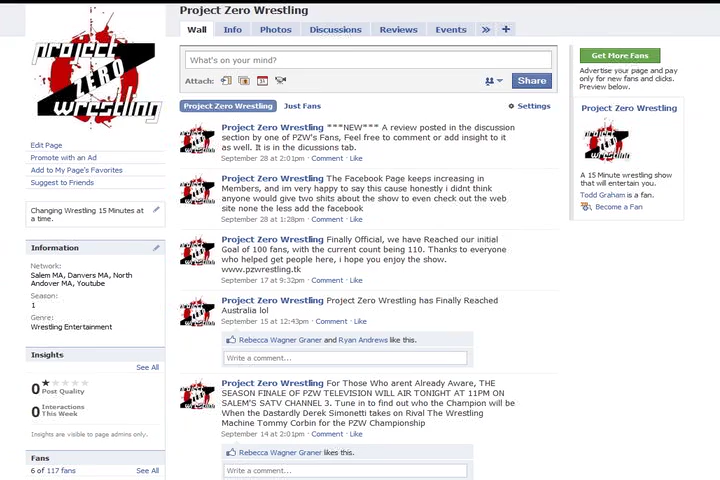 Project Zero Wrestling
Wall Info Photos Discussions Reviews Events » +
What's on your mind?
Attach: 31 Share
Project Zero Wrestling Just Fans Settings
project
ZERO
wrestling
Edit Page
Promote with an Ad
Add to My Page's Favorites
Suggest to Friends
Changing Wrestling 15 Minutes at
a time.
Information
Network:
Salem MA, Danvers MA, North
Andover MA, Youtube
Season:
1
Genre:
Wrestling Entertainment
Insights
See All
0 Post Quality
0 Interactions
This Week
Insights are visible to page admins only.
Fans
6 of 117 fans See All
Project Zero Wrestling ***NEW*** A review posted in the discussion
section by one of PZW's Fans, Feel free to comment or add insight to it
as well. It is in the dicussions tab.
September 28 at 2:01pm · Comment · Like
Project Zero Wrestling The Facebook Page keeps increasing in
Members, and im very happy to say this cause honestly i didnt think
anyone would give two shits about the show to even check out the web
site none the less add the facebook
September 28 at 1:28pm · Comment · Like
Project Zero Wrestling Finally Official, we have Reached our initial
Goal of 100 fans, with the current count being 110. Thanks to everyone
who helped get people here, i hope you enjoy the show.
www.pzwrestling.tk
September 17 at 9:32pm · Comment · Like
Project Zero Wrestling Project Zero Wrestling has Finally Reached
Australia lol
September 15 at 12:43pm · Comment · Like
Rebecca Wagner Graner and Ryan Andrews like this.
Write a comment...
Project Zero Wrestling For Those Who arent Already Aware, THE
SEASON FINALE OF PZW TELEVISION WILL AIR TONIGHT AT 11PM ON
SALEM'S SATV CHANNEL 3. Tune in to find out who the Champion will be
When the Dastardly Derek Simonetti takes on Rival The Wrestling
Machine Tommy Corbin for the PZW Championship
September 14 at 2:01pm · Comment · Like
Rebecca Wagner Graner likes this.
Write a comment...
Get More Fans
Advertise your page and pay
only for new fans and clicks.
Preview below.
Project Zero Wrestling
A 15 Minute wrestling show
that will entertain you.
Todd Graham is a fan.
Become a Fan